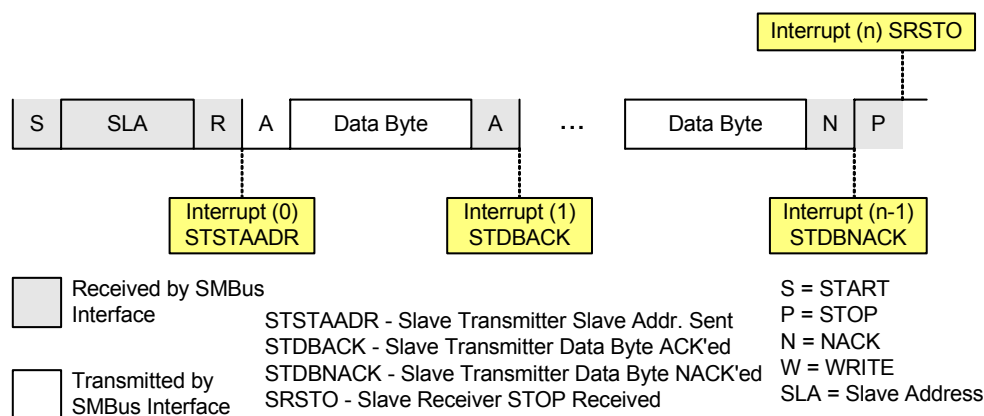 Interrupt (n) SRSTO
S SLA R A Data Byte A ... Data Byte N P
Interrupt (0)
STSTAADR
Interrupt (1)
STDBACK
Interrupt (n-1)
STDBNACK
Received by SMBus
Interface
Transmitted by
SMBus Interface
STSTAADR - Slave Transmitter Slave Addr. Sent
STDBACK - Slave Transmitter Data Byte ACK'ed
STDBNACK - Slave Transmitter Data Byte NACK'ed
SRSTO - Slave Receiver STOP Received
S = START
P = STOP
N = NACK
W = WRITE
SLA = Slave Address